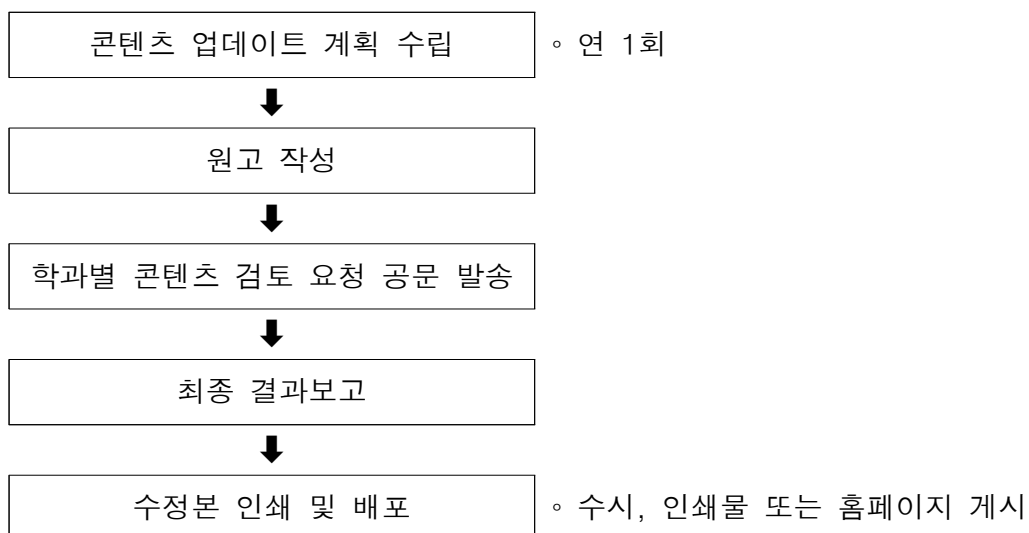 콘텐츠 업데이트 계획 수립 ◦ 연 1회
원고 작성
학과별 콘텐츠 검토 요청 공문 발송
최종 결과보고
수정본 인쇄 및 배포 ◦ 수시, 인쇄물 또는 홈페이지 게시